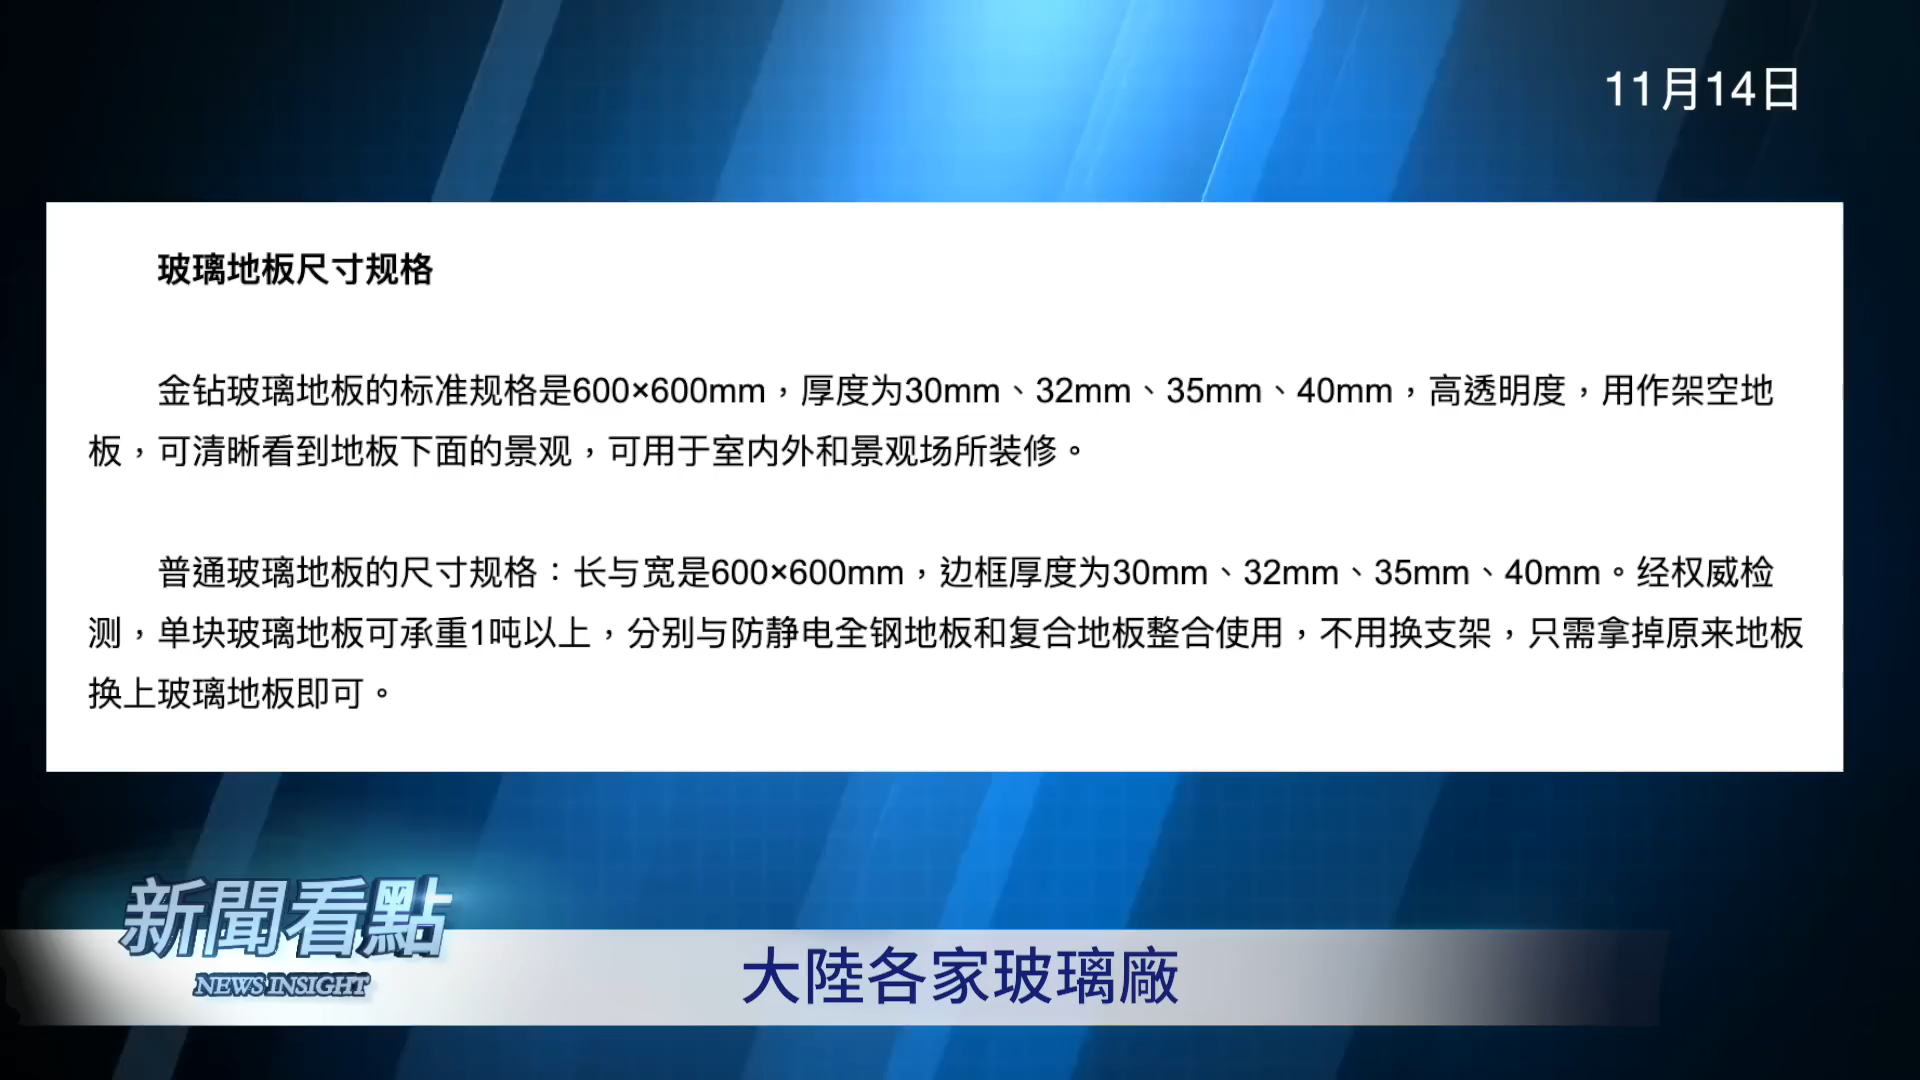 11月14日
玻璃地板尺寸规格
金钻玻璃地板的标准规格是600×600mm，厚度为30mm、32mm、35mm、40mm，高透明度，用作架空地
板，可清晰看到地板下面的景观，可用于室内外和景观场所装修。
普通玻璃地板的尺寸规格：长与宽是600×600mm，边框厚度为30mm、32mm、35mm、40mm。经权威检
测，单块玻璃地板可承重1吨以上，分别与防静电全钢地板和复合地板整合使用，不用换支架，只需拿掉原来地板
换上玻璃地板即可。
新聞看點
NEWS INSIGHT
大陸各家玻璃廠